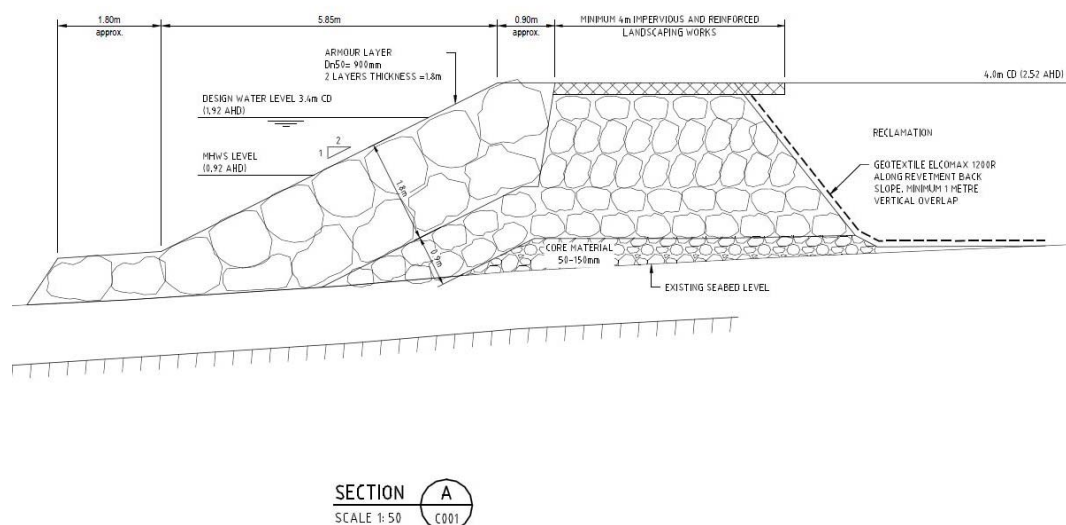 1.80m
approx.
5.85m
0.90m
approx.
MINIMUM 4m IMPERVIOUS AND REINFORCED
LANDSCAPING WORKS
ARMOUR LAYER
Dn50= 900mm
2 LAYERS THICKNESS =1.8m
4.0m CD (2.52 AHD)
DESIGN WATER LEVEL 3.4m CD
(1.92 AHD)
2
1
MHWS LEVEL
(0.92 AHD)
RECLAMATION
GEOTEXTILE ELCOMAX 1200R
ALONG REVETMENT BACK
SLOPE. MINIMUM 1 METRE
VERTICAL OVERLAP
1.8m
0.9m
CORE MATERIAL
50-150mm
EXISTING SEABED LEVEL
SECTION A
SCALE 1:50 C001